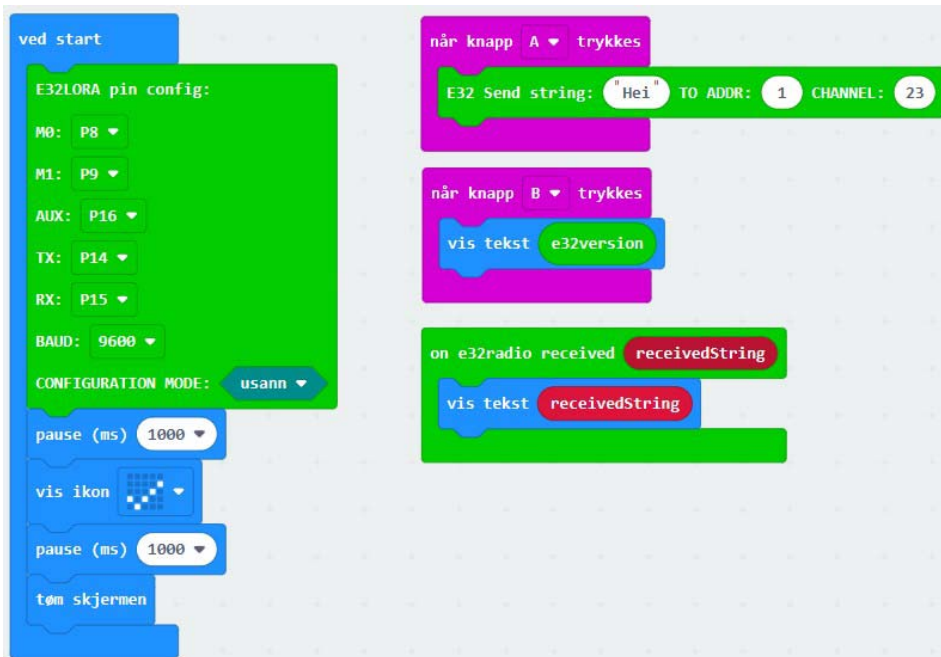 ved start
E32LORA pin config:
M0: P8
M1: P9
AUX: P16
TX: P14
RX: P15
BAUD: 9600
CONFIGURATION MODE: usann
pause (ms) 1000
vis ikon
pause (ms) 1000
tøm skjermen
når knapp A trykkes
E32 Send string: "Hei" TO ADDR: 1 CHANNEL: 23
når knapp B trykkes
vis tekst e32version
on e32radio received receivedString
vis tekst receivedString